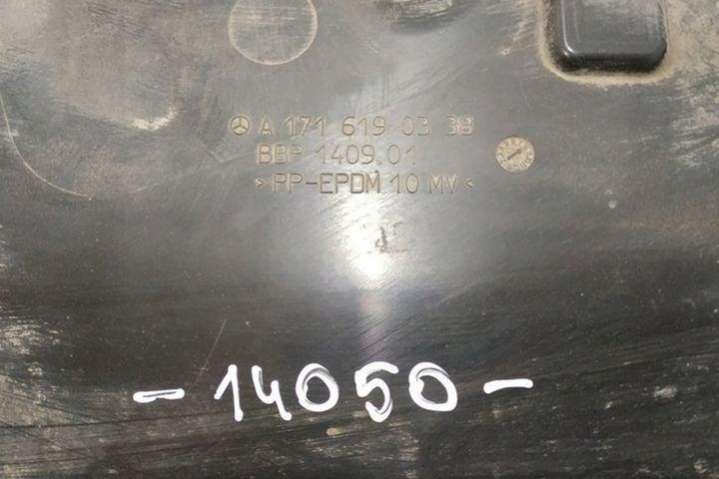 A 171 619 03 38
BBP 1409.01
>PP-EPDM 10 MV<
-14050-